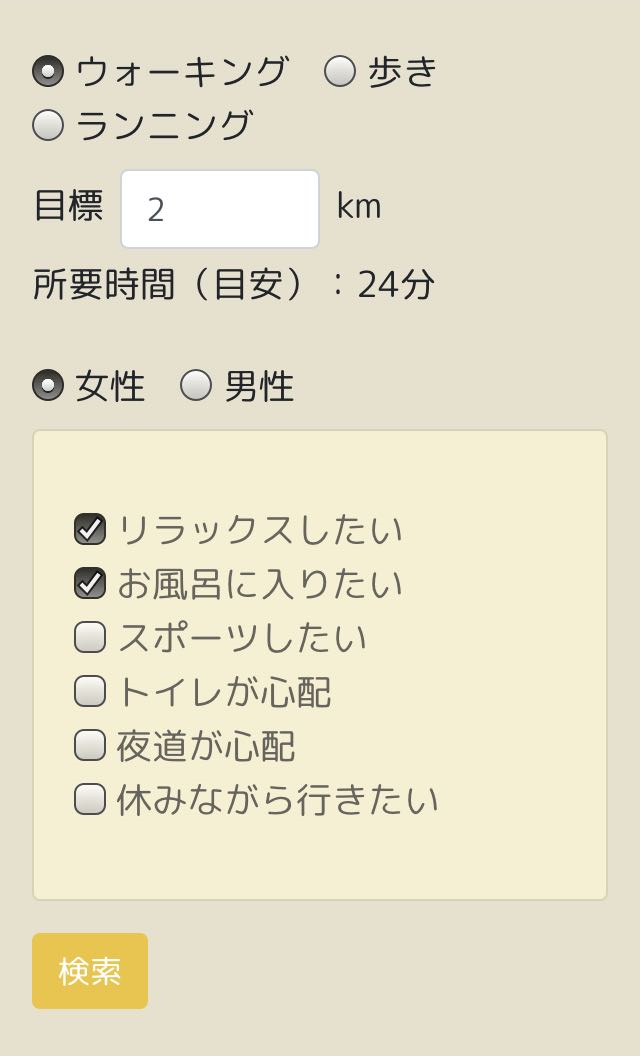 ウォーキング 歩き
ランニング
目標 2 km
所要時間（目安）：24分
女性 男性
リラックスしたい
お風呂に入りたい
スポーツしたい
トイレが心配
夜道が心配
休みながら行きたい
検索